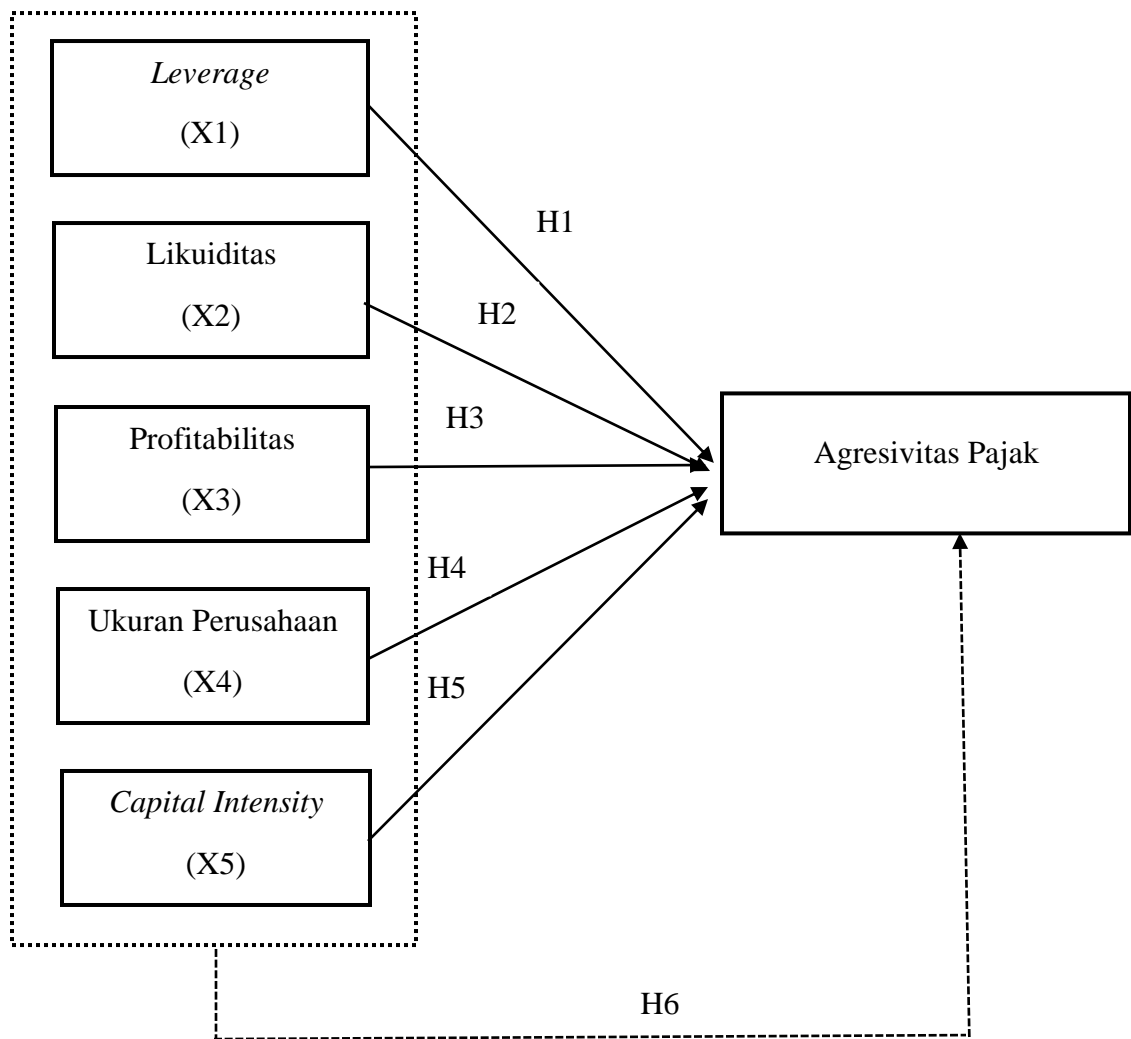 Leverage
(X1)
H1
Likuiditas
(X2)
H2
Profitabilitas
(X3)
H3
Agresivitas Pajak
Ukuran Perusahaan
(X4)
H4
H5
Capital Intensity
(X5)
H6